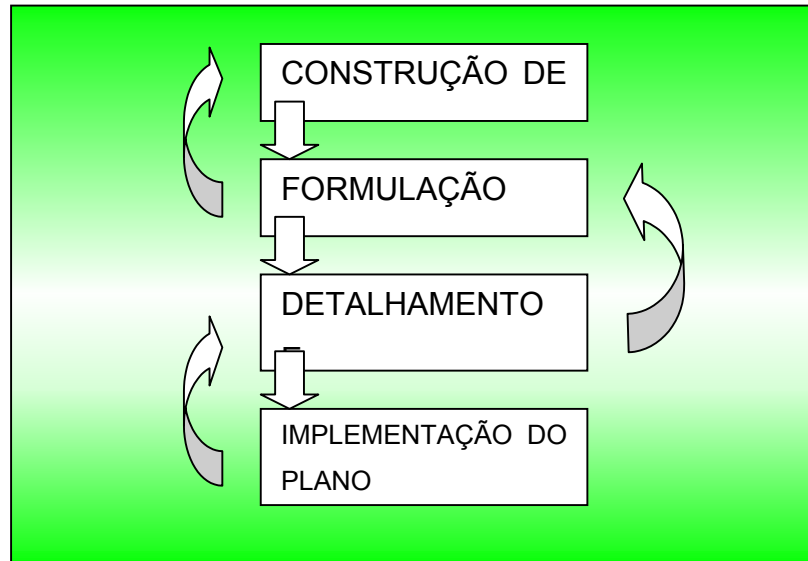 CONSTRUÇÃO DE
FORMULAÇÃO
DETALHAMENTO
IMPLEMENTAÇÃO DO
PLANO